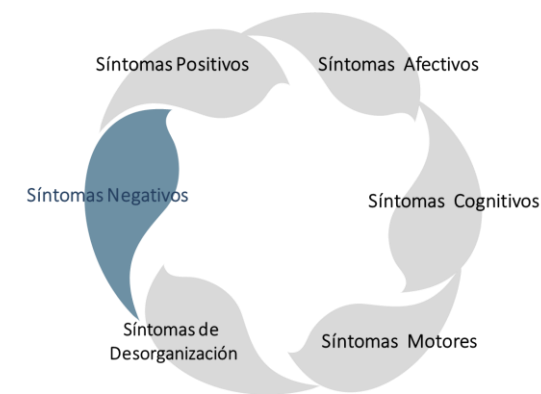 Síntomas Positivos
Síntomas Afectivos
Síntomas Negativos
Síntomas Cognitivos
Síntomas de
Desorganización
Síntomas Motores